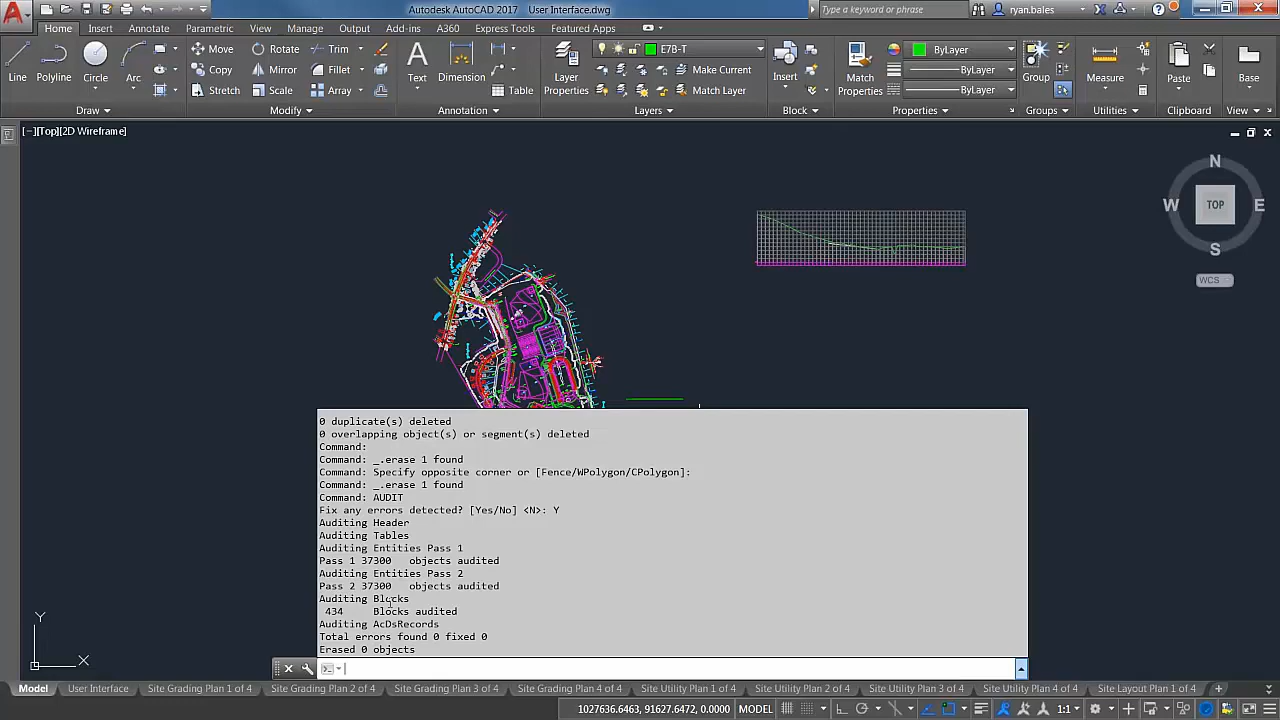 Autodesk AutoCAD 2017 User Interface.dwg
Type a keyword or phrase
ryan.bales
Home Insert Annotate Parametric View Manage Output Add-ins A360 Express Tools Featured Apps
Line Polyline Circle Arc
Move Rotate Trim
Copy Mirror Fillet
Stretch Scale Array
Text Dimension Table
Layer Properties
E7B-T
Make Current
Match Layer
Insert
Match Properties
ByLayer
ByLayer
ByLayer
Group
Measure
Paste
Base
Draw Modify Annotation Layers Block Properties Groups Utilities Clipboard View
[−][Top][2D Wireframe]
N
W TOP E
S
WCS
0 duplicate(s) deleted
0 overlapping object(s) or segment(s) deleted
Command:
Command: _.erase 1 found
Command: Specify opposite corner or [Fence/WPolygon/CPolygon]:
Command: _.erase 1 found
Command: AUDIT
Fix any errors detected? [Yes/No] <N>: Y
Auditing Header
Auditing Tables
Auditing Entities Pass 1
Pass 1 37300 objects audited
Auditing Entities Pass 2
Pass 2 37300 objects audited
Auditing Blocks
434 Blocks audited
Auditing AcDsRecords
Total errors found 0 fixed 0
Erased 0 objects
Y
X
Model User Interface Site Grading Plan 1 of 4 Site Grading Plan 2 of 4 Site Grading Plan 3 of 4 Site Grading Plan 4 of 4 Site Utility Plan 1 of 4 Site Utility Plan 2 of 4 Site Utility Plan 3 of 4 Site Utility Plan 4 of 4 Site Layout Plan 1 of 4
1027636.6463, 91627.6472, 0.0000 MODEL 1:1